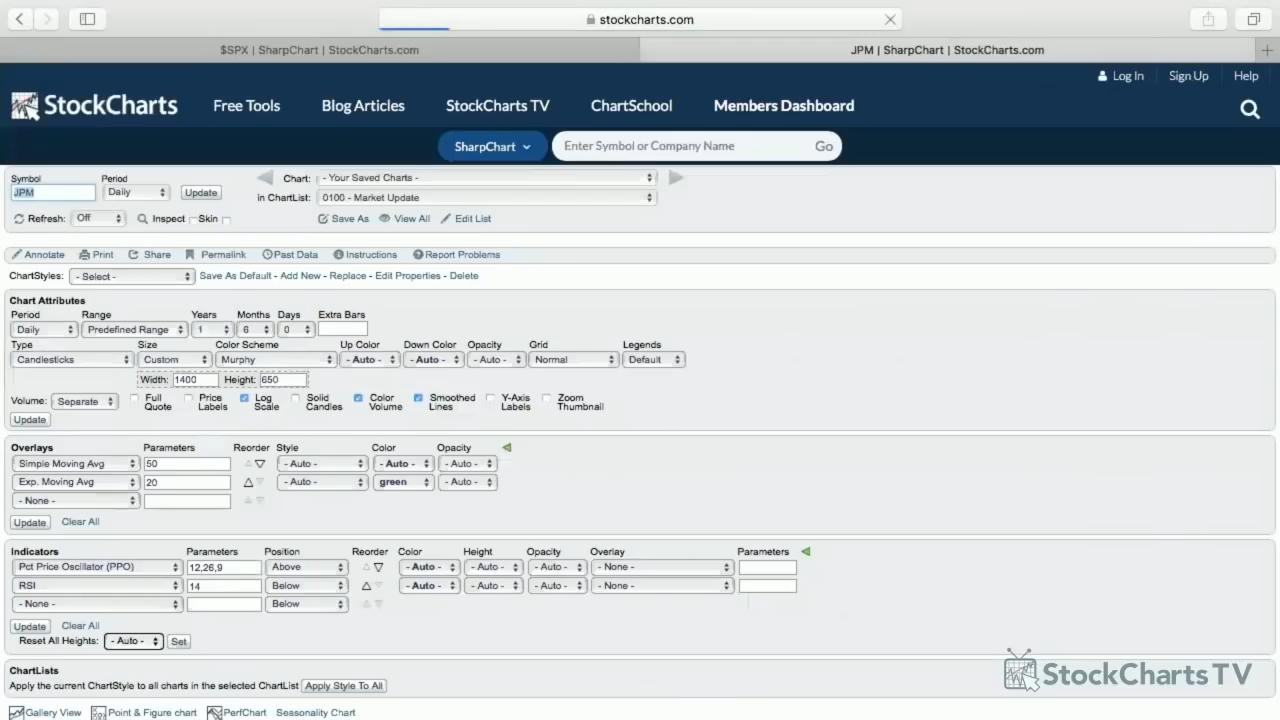 stockcharts.com
$SPX | SharpChart | StockCharts.com
JPM | SharpChart | StockCharts.com
Log In Sign Up Help
StockCharts Free Tools Blog Articles StockCharts TV ChartSchool Members Dashboard
SharpChart Enter Symbol or Company Name Go
Symbol Period Chart: - Your Saved Charts -
JPM Daily Update in ChartList: 0100 - Market Update
Refresh: Off Inspect Skin Save As View All Edit List
Annotate Print Share Permalink Past Data Instructions Report Problems
ChartStyles: - Select - Save As Default - Add New - Replace - Edit Properties - Delete
Chart Attributes
Period Range Years Months Days Extra Bars
Daily Predefined Range 1 6 0
Type Size Color Scheme Up Color Down Color Opacity Grid Legends
Candlesticks Custom Murphy - Auto - - Auto - - Auto - Normal Default
Width: 1400 Height: 650
Volume: Separate Full Quote Price Labels Log Scale Solid Candles Color Volume Smoothed Lines Y-Axis Labels Zoom Thumbnail
Update
Overlays Parameters Reorder Style Color Opacity
Simple Moving Avg 50 - Auto - - Auto - - Auto -
Exp. Moving Avg 20 - Auto - green - Auto -
- None -
Update Clear All
Indicators Parameters Position Reorder Color Height Opacity Overlay Parameters
Pct Price Oscillator (PPO) 12,26,9 Above - Auto - - Auto - - Auto - - None -
RSI 14 Below - Auto - - Auto - - Auto - - None -
- None - Below
Update Clear All
Reset All Heights: - Auto - Set
ChartLists
Apply the current ChartStyle to all charts in the selected ChartList Apply Style To All
Gallery View Point & Figure chart PerfChart Seasonality Chart
StockCharts TV